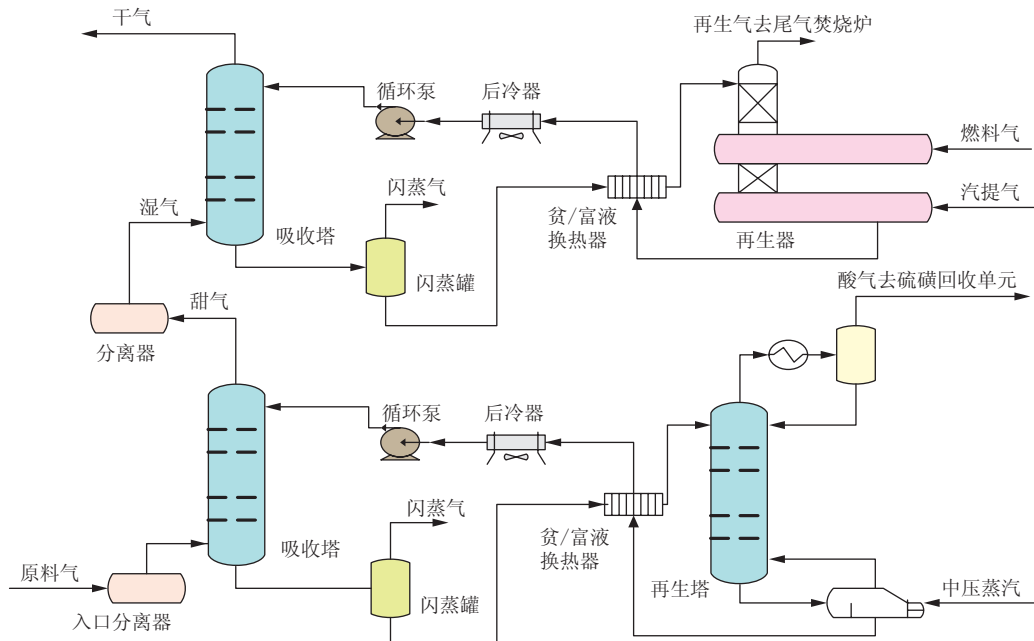 干气
再生气去尾气焚烧炉
循环泵
后冷器
燃料气
闪蒸气
汽提气
湿气
贫/富液
换热器
吸收塔
再生器
闪蒸罐
酸气去硫磺回收单元
甜气
分离器
循环泵
后冷器
闪蒸气
贫/富液
换热器
吸收塔
原料气
再生塔
中压蒸汽
闪蒸罐
入口分离器